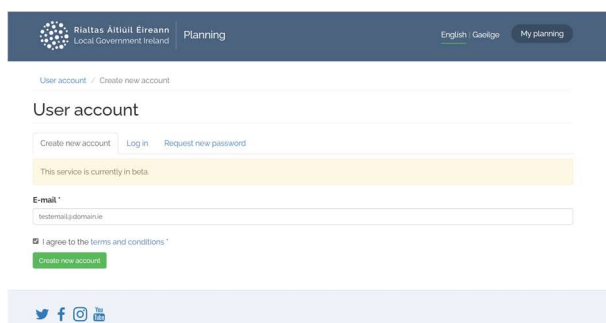 Rialtas Áitiúil Éireann
Local Government Ireland
Planning
English Gaeilge
My planning
User account / Create new account
User account
Create new account Log in Request new password
This service is currently in beta.
E-mail *
testemail@domain.ie
I agree to the terms and conditions *
Create new account
You
Tube